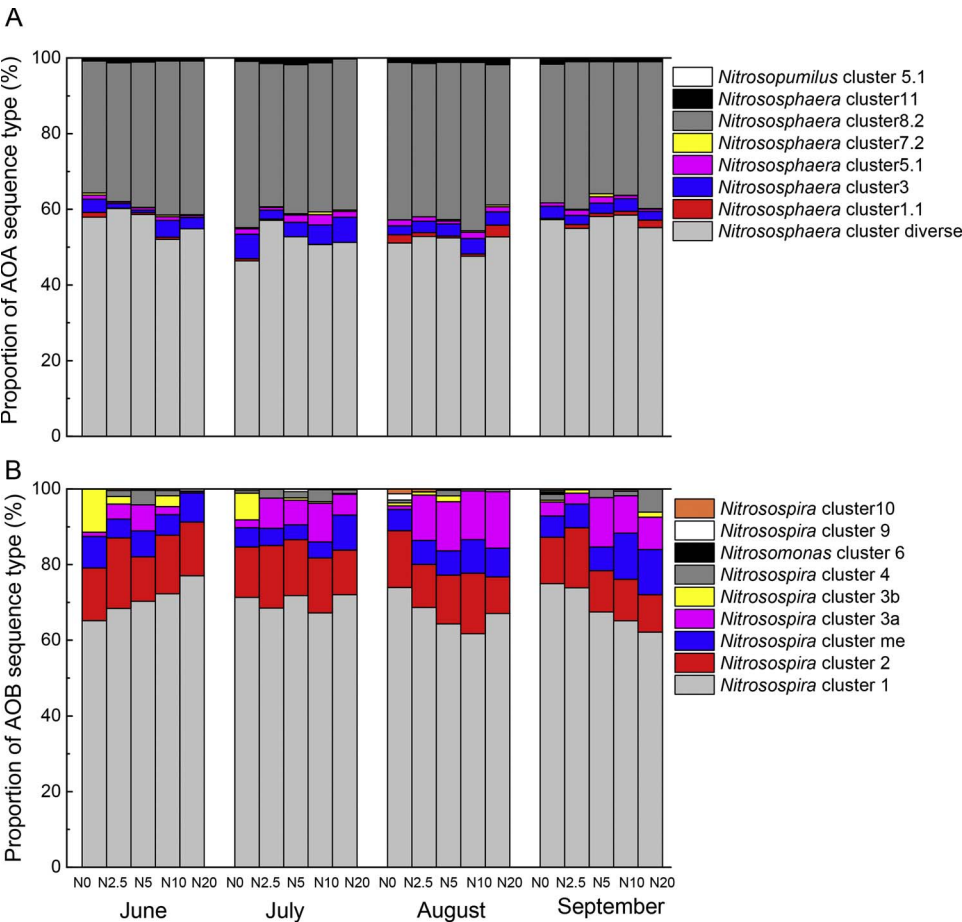 A
Proportion of AOA sequence type (%)
100
80
60
40
20
0
Nitrosopumilus cluster 5.1
Nitrososphaera cluster11
Nitrososphaera cluster8.2
Nitrososphaera cluster7.2
Nitrososphaera cluster5.1
Nitrososphaera cluster3
Nitrososphaera cluster1.1
Nitrososphaera cluster diverse
B
Proportion of AOB sequence type (%)
100
80
60
40
20
0
Nitrosospira cluster10
Nitrosospira cluster 9
Nitrosomonas cluster 6
Nitrosospira cluster 4
Nitrosospira cluster 3b
Nitrosospira cluster 3a
Nitrosospira cluster me
Nitrosospira cluster 2
Nitrosospira cluster 1
N0 N2.5 N5 N10 N20 N0 N2.5 N5 N10 N20 N0 N2.5 N5 N10 N20 N0 N2.5 N5 N10 N20
June July August September